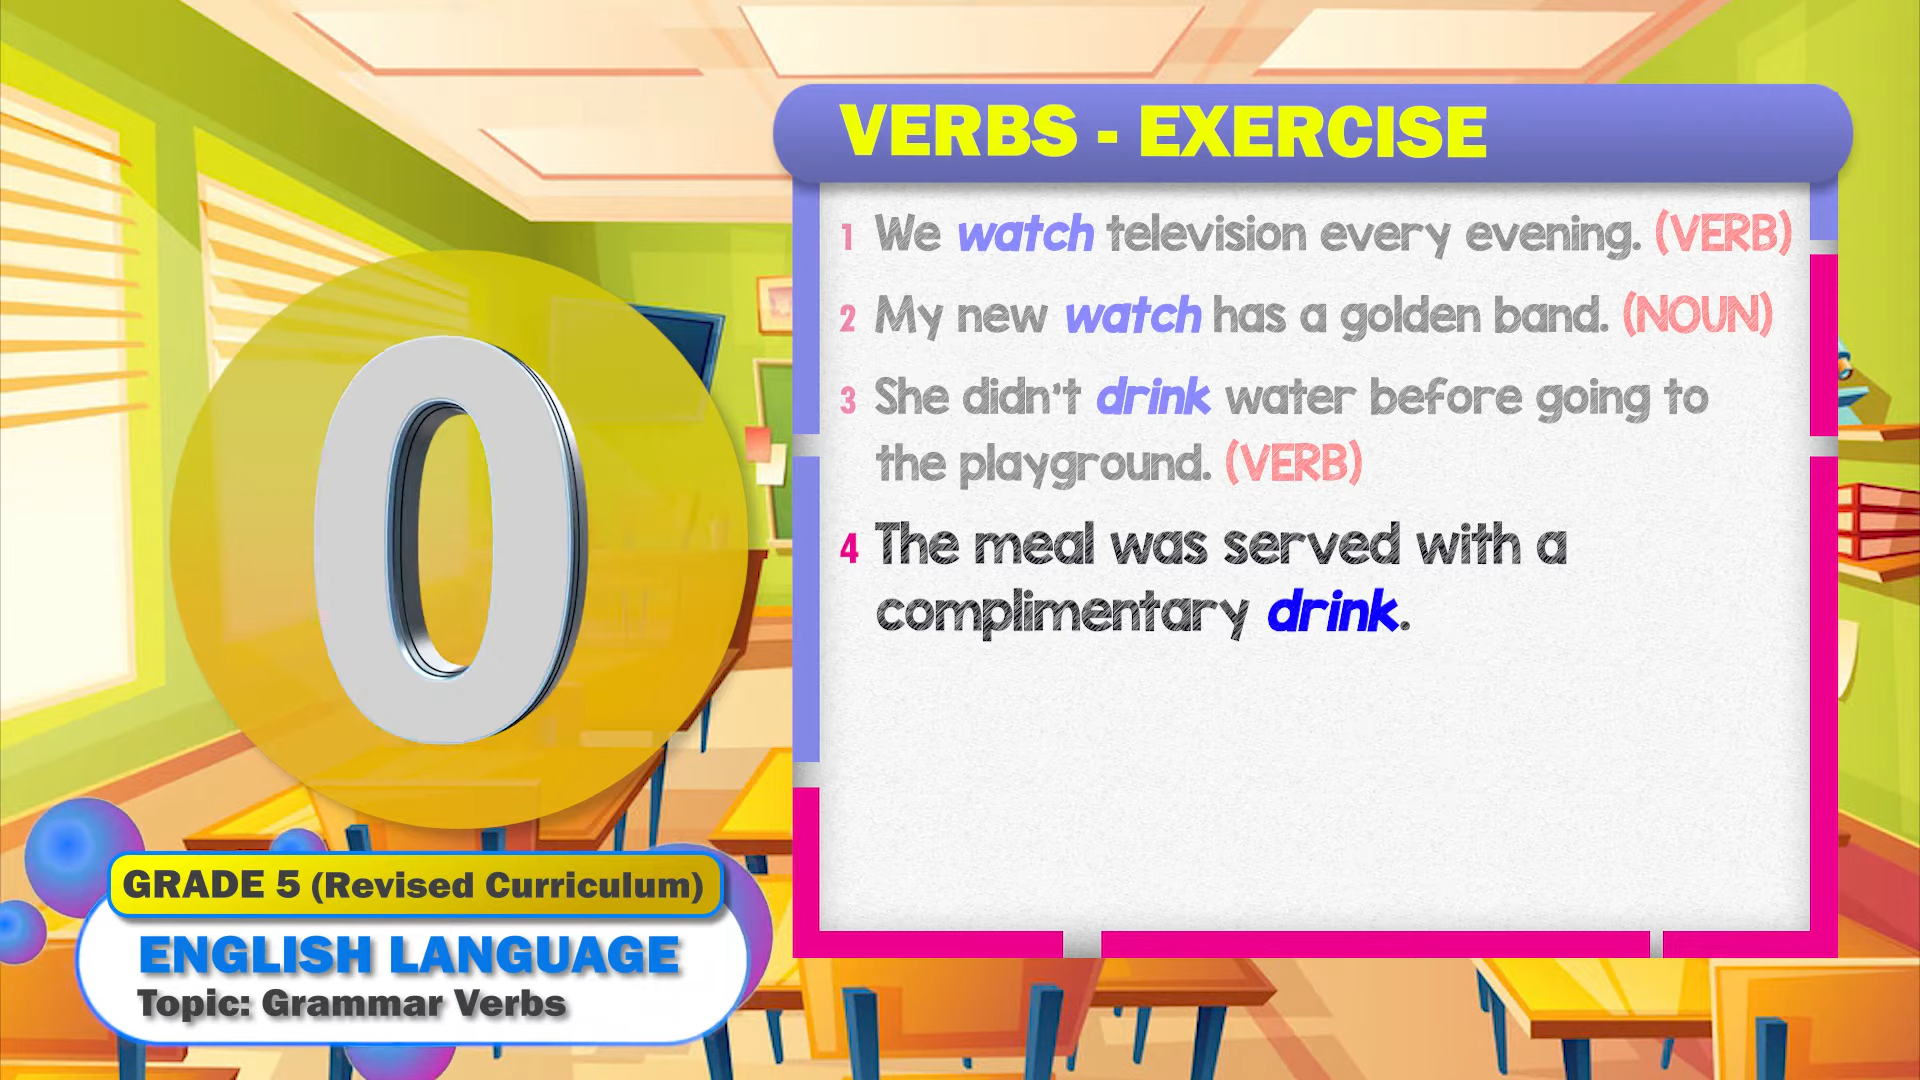 VERBS - EXERCISE
1 We watch television every evening. (VERB)
2 My new watch has a golden band. (NOUN)
3 She didn't drink water before going to
the playground. (VERB)
4 The meal was served with a
complimentary drink.
0
GRADE 5 (Revised Curriculum)
ENGLISH LANGUAGE
Topic: Grammar Verbs